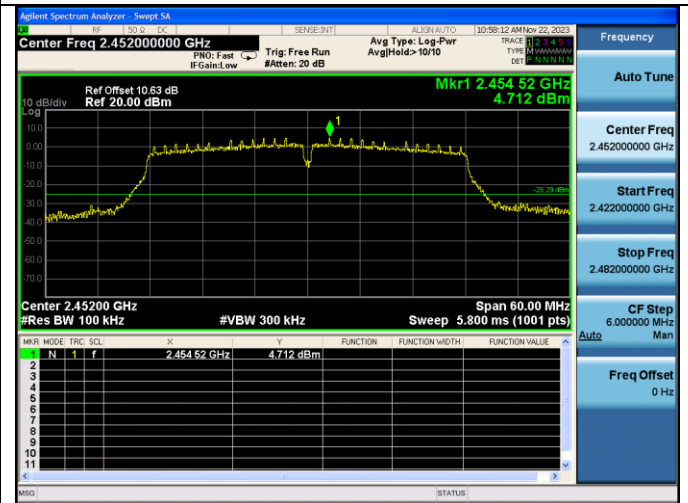 Agilent Spectrum Analyzer - Swept SA
RF 50 Ω DC SENSE:INT ALIGN AUTO 10:58:12 AM Nov 22, 2023
Center Freq 2.452000000 GHz
PNO: Fast
IFGain:Low
Trig: Free Run
#Atten: 20 dB
Avg Type: Log-Pwr
Avg|Hold:> 10/10
TRACE 1 2 3 4 5 6
TYPE M
DET P N N N N N
Mkr1 2.454 52 GHz
4.712 dBm
Ref Offset 10.63 dB
10 dB/div Ref 20.00 dBm
Log
10.0
0.00
-10.0
-20.0
-30.0
-40.0
-50.0
-60.0
-70.0
1
-25.29 dBm
Center 2.45200 GHz Span 60.00 MHz
#Res BW 100 kHz #VBW 300 kHz Sweep 5.800 ms (1001 pts)
MKR MODE TRC SCL X Y FUNCTION FUNCTION WIDTH FUNCTION VALUE
1 N 1 f 2.454 52 GHz 4.712 dBm
2
3
4
5
6
7
8
9
10
11
MSG STATUS
Frequency
Auto Tune
Center Freq
2.452000000 GHz
Start Freq
2.422000000 GHz
Stop Freq
2.482000000 GHz
CF Step
6.000000 MHz
Auto Man
Freq Offset
0 Hz